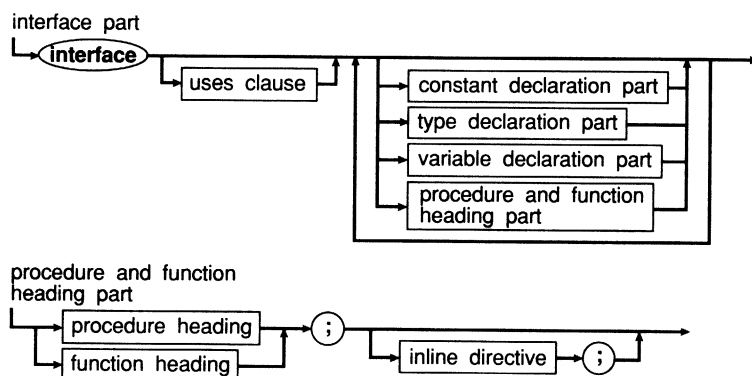 interface part
interface
uses clause
constant declaration part
type declaration part
variable declaration part
procedure and function
heading part
procedure and function
heading part
procedure heading
;
function heading
inline directive
;